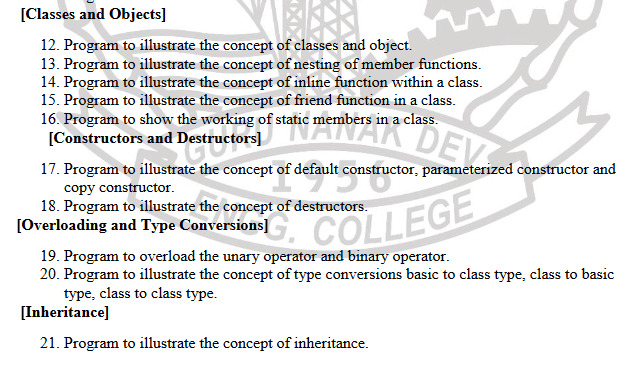 [Classes and Objects]
12. Program to illustrate the concept of classes and object.
13. Program to illustrate the concept of nesting of member functions.
14. Program to illustrate the concept of inline function within a class.
15. Program to illustrate the concept of friend function in a class.
16. Program to show the working of static members in a class.
[Constructors and Destructors]
17. Program to illustrate the concept of default constructor, parameterized constructor and
copy constructor.
18. Program to illustrate the concept of destructors.
[Overloading and Type Conversions]
19. Program to overload the unary operator and binary operator.
20. Program to illustrate the concept of type conversions basic to class type, class to basic
type, class to class type.
[Inheritance]
21. Program to illustrate the concept of inheritance.
GURU NANAK DEV
1956
ENGG. COLLEGE